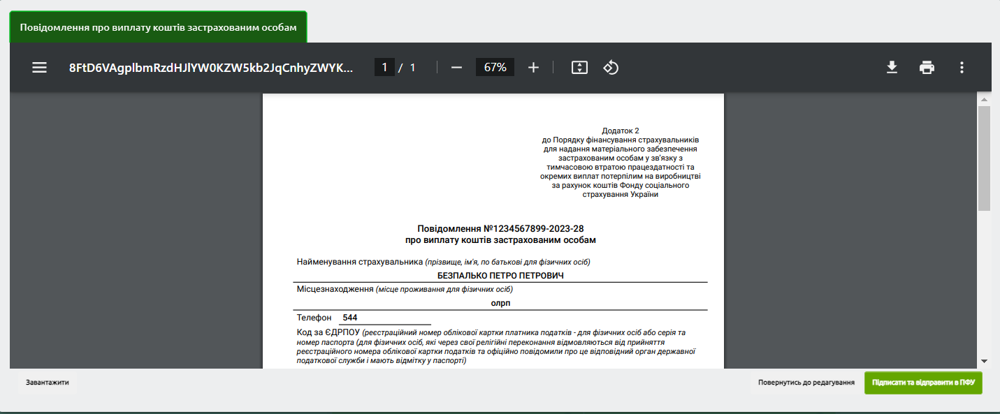 Повідомлення про виплату коштів застрахованим особам
8FtD6VAgplbmRzdHJlYW0KZW5kb2JqCnhyZWYK... 1 / 1 67%
Додаток 2
до Порядку фінансування страхувальників
для надання матеріального забезпечення
застрахованим особам у зв'язку з
тимчасовою втратою працездатності та
окремих виплат потерпілим на виробництві
за рахунок коштів Фонду соціального
страхування України
Повідомлення №1234567899-2023-28
про виплату коштів застрахованим особам
Найменування страхувальника (прізвище, ім'я, по батькові для фізичних осіб)
БЕЗПАЛЬКО ПЕТРО ПЕТРОВИЧ
Місцезнаходження (місце проживання для фізичних осіб)
олрп
Телефон 544
Код за ЄДРПОУ (реєстраційний номер облікової картки платника податків - для фізичних осіб або серія та
номер паспорта (для фізичних осіб, які через свої релігійні переконання відмовляються від прийняття
реєстраційного номера облікової картки податків та офіційно повідомили про це відповідний орган державної
податкової служби і мають відмітку у паспорті)
Завантажити Повернутись до редагування Підписати та відправити в ПФУ